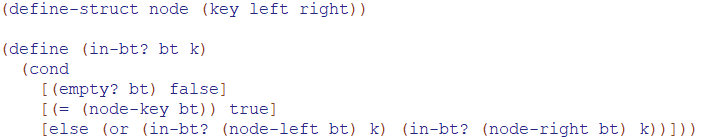 (define-struct node (key left right))
(define (in-bt? bt k)
(cond
[(empty? bt) false]
[(= (node-key bt)) true]
[else (or (in-bt? (node-left bt) k) (in-bt? (node-right bt) k))]))